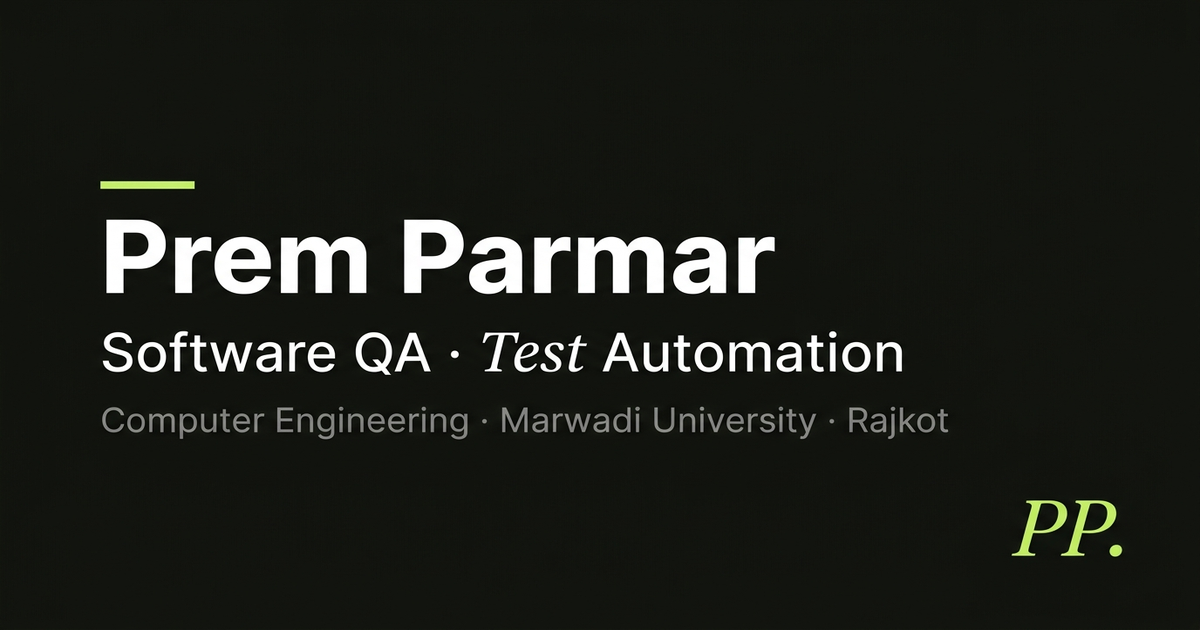 Prem Parmar
Software QA · Test Automation
Computer Engineering · Marwadi University · Rajkot
PP.